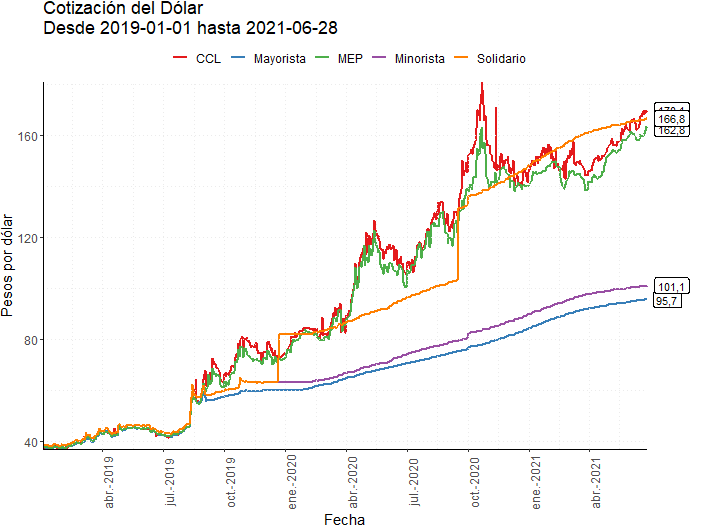 Cotización del Dólar
Desde 2019-01-01 hasta 2021-06-28
CCL Mayorista MEP Minorista Solidario
Pesos por dólar
160
120
80
40
166,8
162,8
101,1
95,7
abr.-2019
jul.-2019
oct.-2019
ene.-2020
abr.-2020
jul.-2020
oct.-2020
ene.-2021
abr.-2021
Fecha